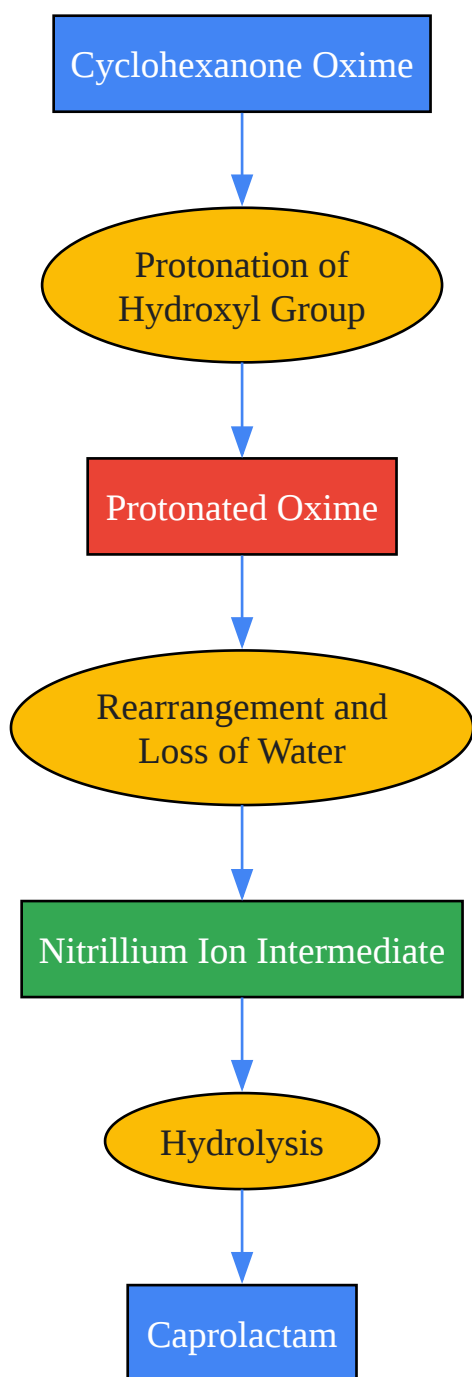 Cyclohexanone Oxime
Protonation of
Hydroxyl Group
Protonated Oxime
Rearrangement and
Loss of Water
Nitrillium Ion Intermediate
Hydrolysis
Caprolactam